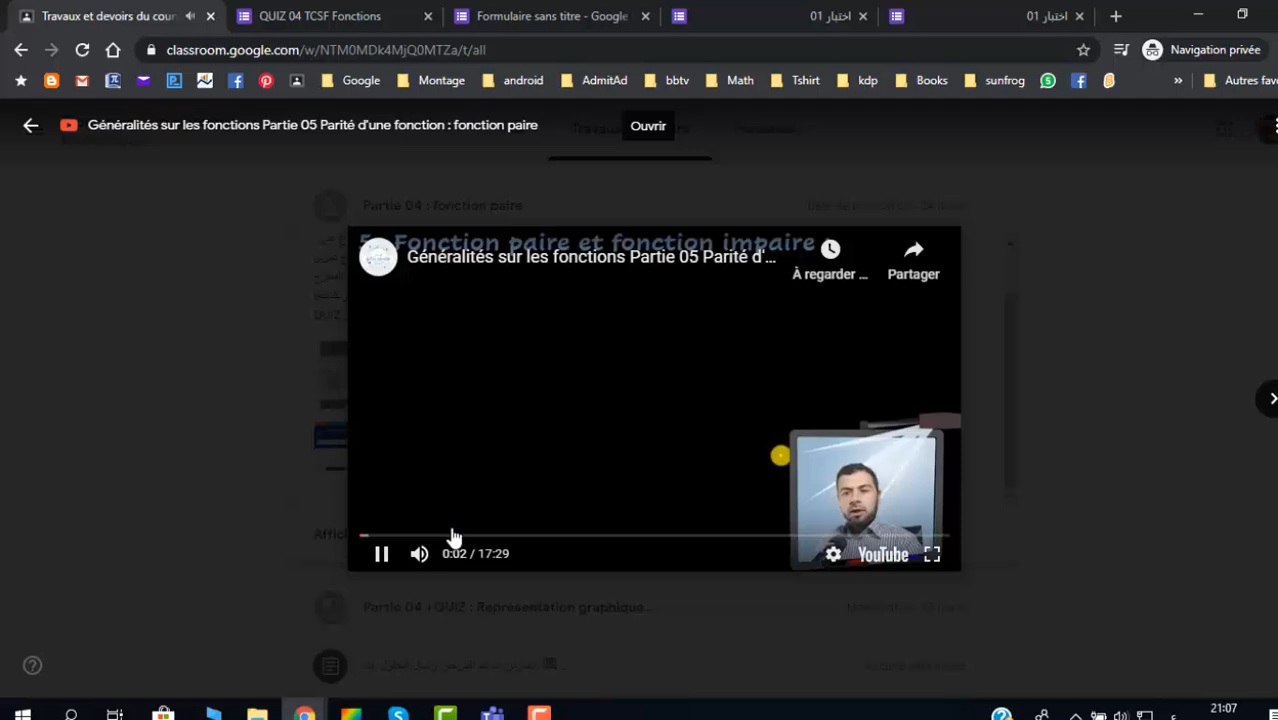 Travaux et devoirs du cour
QUIZ 04 TCSF Fonctions
Formulaire sans titre - Google
اختبار 01
اختبار 01
classroom.google.com/w/NTM0MDk4MjQ0MTZa/t/all
Navigation privée
Google
Montage
android
AdmitAd
bbtv
Math
Tshirt
kdp
Books
sunfrog
»
Autres fav
Généralités sur les fonctions Partie 05 Parité d'une fonction : fonction paire
Ouvrir
Partie 04 : fonction paire
Fonction paire et fonction impaire
Généralités sur les fonctions Partie 05 Parité d'...
À regarder ...
Partager
QUIZ
0:02 / 17:29
YouTube
Affic
Partie 04 +QUIZ : Representation graphique...
21:07